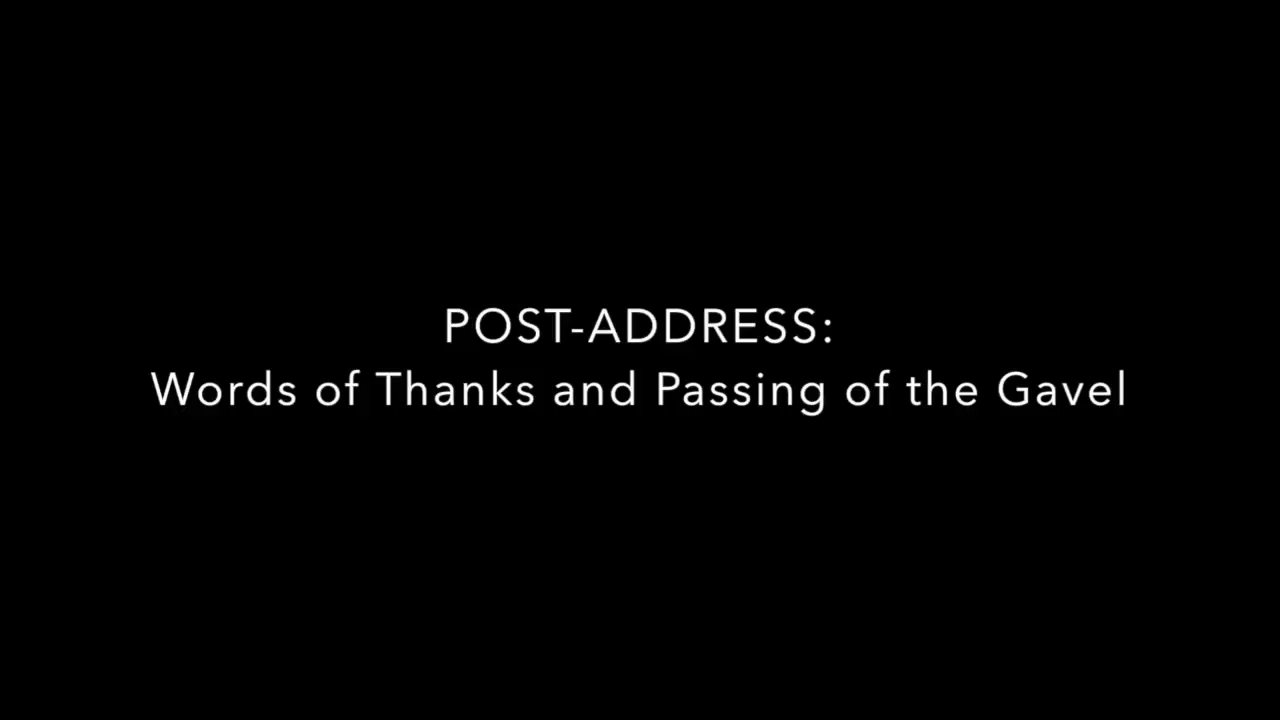 POST-ADDRESS:
Words of Thanks and Passing of the Gavel